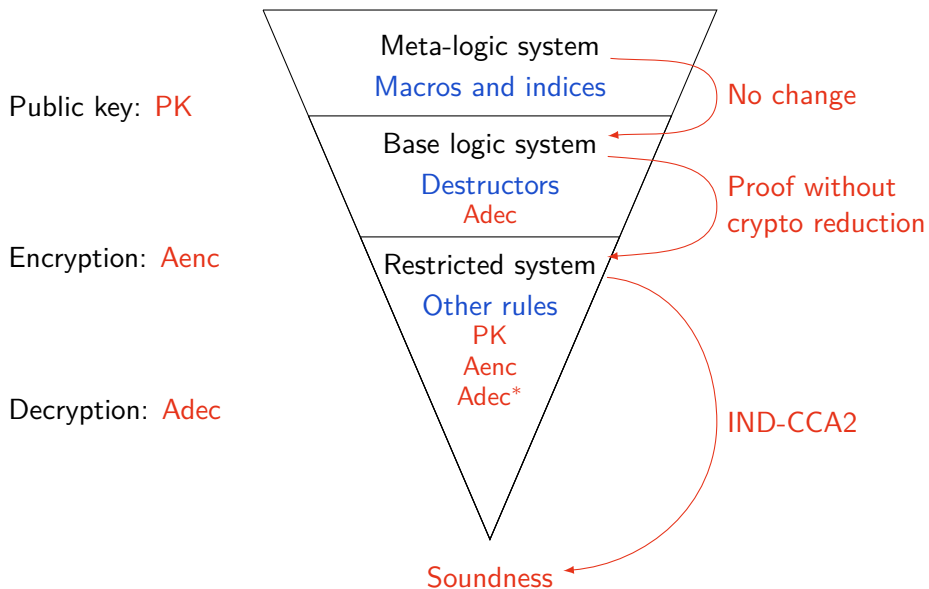 Meta-logic system
Macros and indices
No change
Public key: PK
Base logic system
Destructors
Adec
Proof without
crypto reduction
Encryption: Aenc
Restricted system
Other rules
PK
Aenc
Adec*
Decryption: Adec
IND-CCA2
Soundness